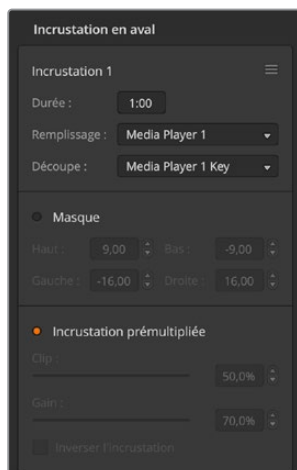 Incrustation en aval
Incrustation 1
Durée : 1:00
Remplissage : Media Player 1
Découpe : Media Player 1 Key
Masque
Haut : 9,00 Bas : -9,00
Gauche : -16,00 Droite : 16,00
Incrustation prémultipliée
Clip :
50,0%
Gain :
70,0%
Inverser l'incrustation